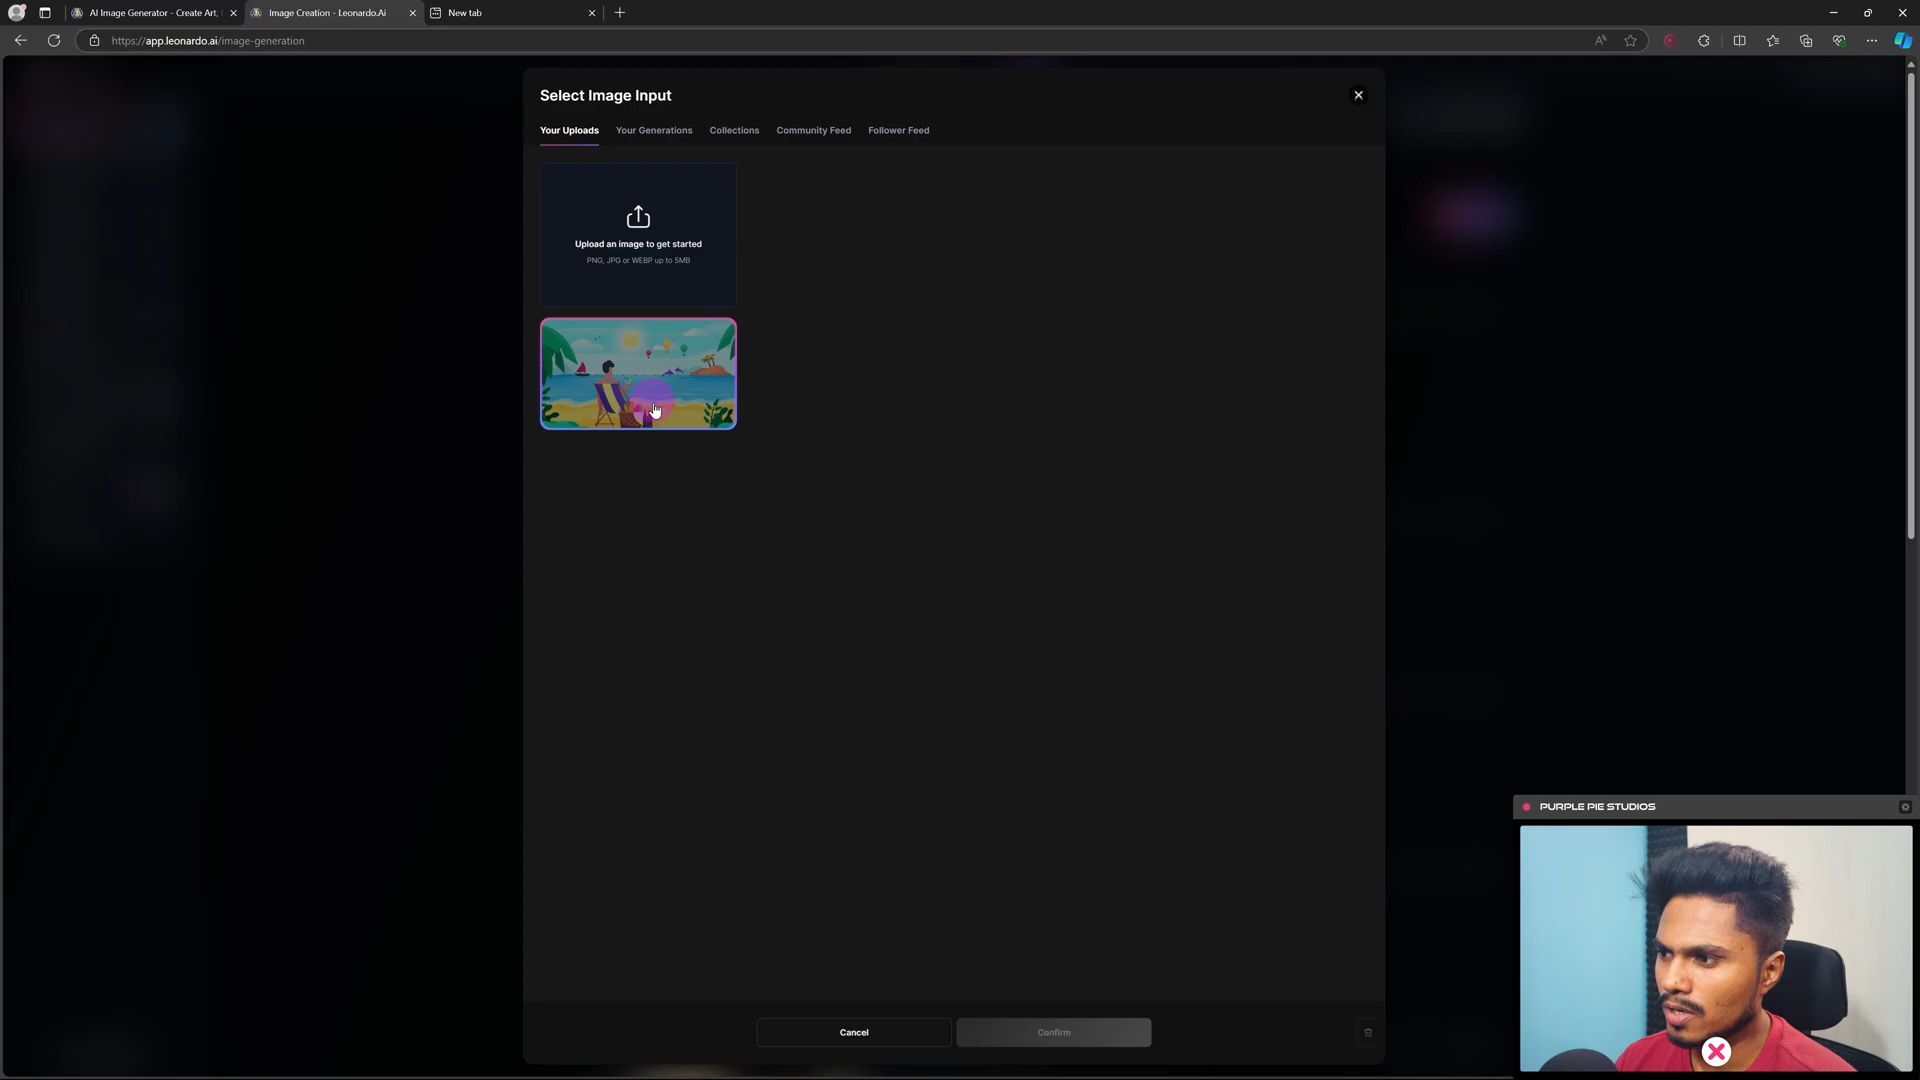 AI Image Generator - Create Art,
Image Creation - Leonardo.Ai
New tab
https://app.leonardo.ai/image-generation
Select Image Input
Your Uploads
Your Generations
Collections
Community Feed
Follower Feed
Upload an image to get started
PNG, JPG or WEBP up to 5MB
Cancel
Confirm
PURPLE PIE STUDIOS